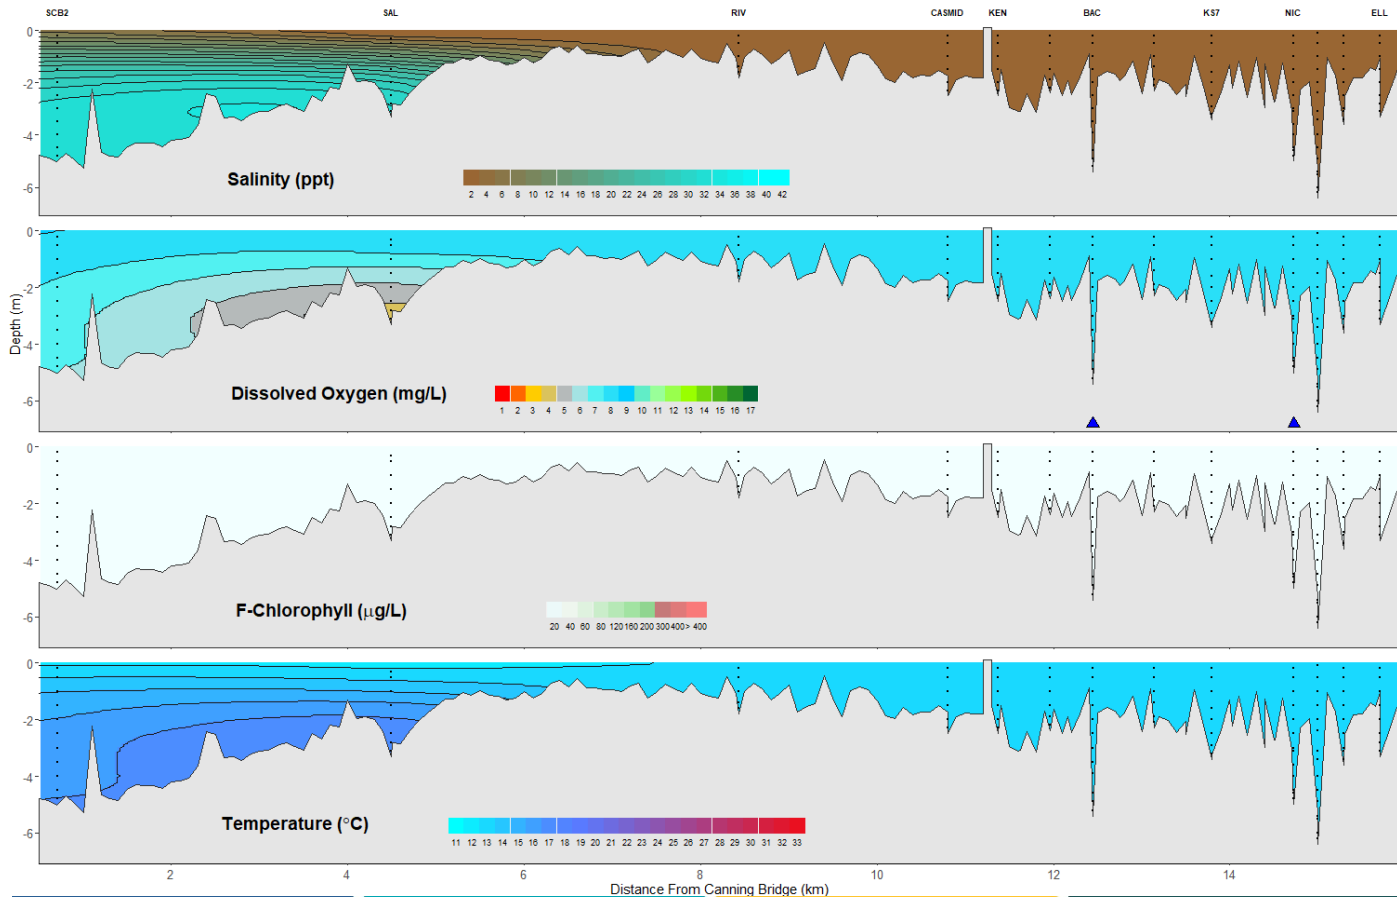 SCB2 SAL RIV CASMID KEN BAC KS7 NIC ELL
0
-2
-4
-6
Salinity (ppt)
2 4 6 8 10 12 14 16 18 20 22 24 26 28 30 32 34 36 38 40 42
0
-2
-4
-6
Dissolved Oxygen (mg/L)
1 2 3 4 5 6 7 8 9 10 11 12 13 14 15 16 17
Depth (m)
0
-2
-4
-6
F-Chlorophyll (μg/L)
20 40 60 80 120 160 200 300 400 > 400
0
-2
-4
-6
Temperature (°C)
11 12 13 14 15 16 17 18 19 20 21 22 23 24 25 26 27 28 29 30 31 32 33
2 4 6 8 10 12 14
Distance From Canning Bridge (km)